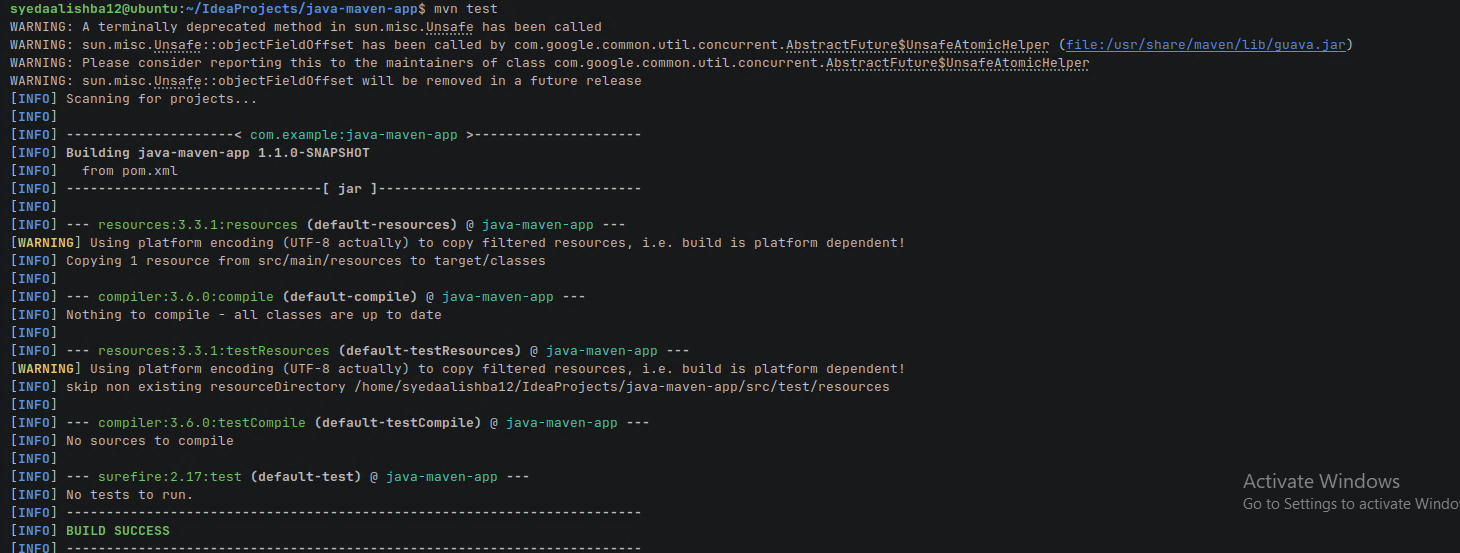 syedaalishba12@ubuntu:~/IdeaProjects/java-maven-app$ mvn test
WARNING: A terminally deprecated method in sun.misc.Unsafe has been called
WARNING: sun.misc.Unsafe::objectFieldOffset has been called by com.google.common.util.concurrent.AbstractFuture$UnsafeAtomicHelper (file:/usr/share/maven/lib/guava.jar)
WARNING: Please consider reporting this to the maintainers of class com.google.common.util.concurrent.AbstractFuture$UnsafeAtomicHelper
WARNING: sun.misc.Unsafe::objectFieldOffset will be removed in a future release
[INFO] Scanning for projects...
[INFO]
[INFO] ---------------------< com.example:java-maven-app >---------------------
[INFO] Building java-maven-app 1.1.0-SNAPSHOT
[INFO]   from pom.xml
[INFO] --------------------------------[ jar ]---------------------------------
[INFO]
[INFO] --- resources:3.3.1:resources (default-resources) @ java-maven-app ---
[WARNING] Using platform encoding (UTF-8 actually) to copy filtered resources, i.e. build is platform dependent!
[INFO] Copying 1 resource from src/main/resources to target/classes
[INFO]
[INFO] --- compiler:3.6.0:compile (default-compile) @ java-maven-app ---
[INFO] Nothing to compile - all classes are up to date
[INFO]
[INFO] --- resources:3.3.1:testResources (default-testResources) @ java-maven-app ---
[WARNING] Using platform encoding (UTF-8 actually) to copy filtered resources, i.e. build is platform dependent!
[INFO] skip non existing resourceDirectory /home/syedaalishba12/IdeaProjects/java-maven-app/src/test/resources
[INFO]
[INFO] --- compiler:3.6.0:testCompile (default-testCompile) @ java-maven-app ---
[INFO] No sources to compile
[INFO]
[INFO] --- surefire:2.17:test (default-test) @ java-maven-app ---
[INFO] No tests to run.
[INFO] ------------------------------------------------------------------------
[INFO] BUILD SUCCESS
[INFO] ------------------------------------------------------------------------
Activate Windows
Go to Settings to activate Windo